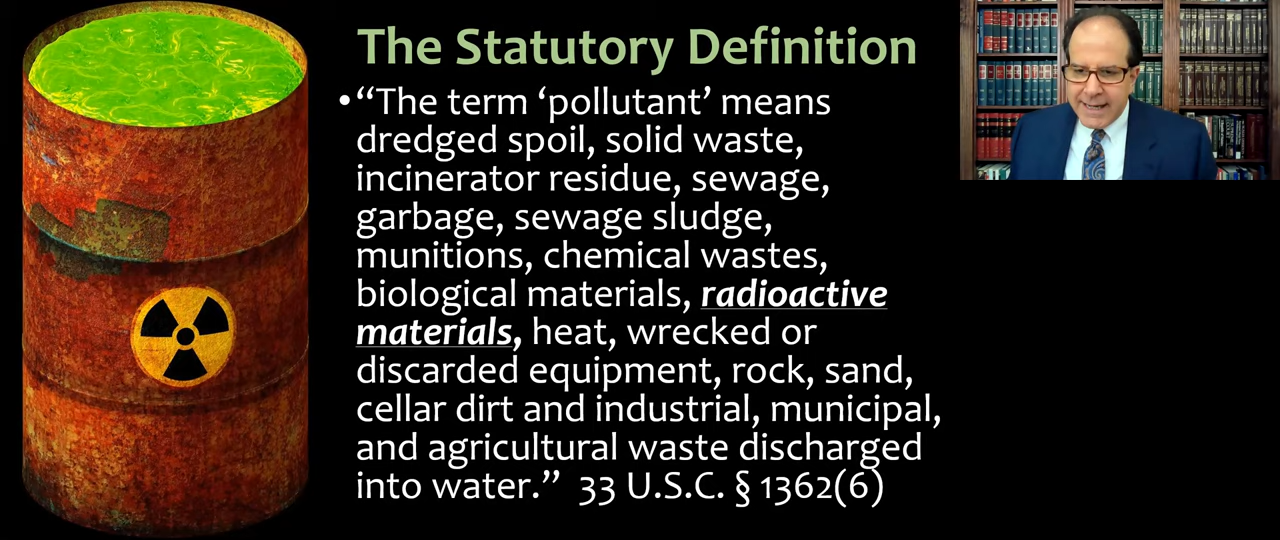 The Statutory Definition
•“The term ‘pollutant’ means
dredged spoil, solid waste,
incinerator residue, sewage,
garbage, sewage sludge,
munitions, chemical wastes,
biological materials, radioactive
materials, heat, wrecked or
discarded equipment, rock, sand,
cellar dirt and industrial, municipal,
and agricultural waste discharged
into water.” 33 U.S.C. § 1362(6)